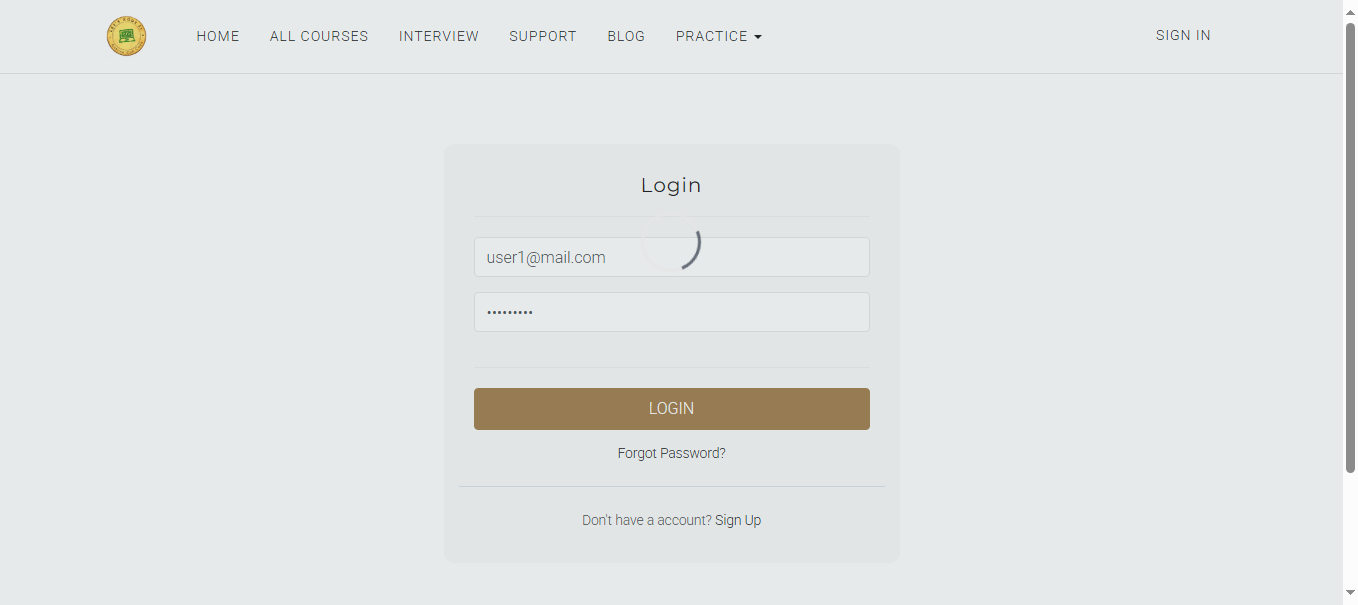 HOME ALL COURSES INTERVIEW SUPPORT BLOG PRACTICE SIGN IN
Login
user1@mail.com
•••••••••
LOGIN
Forgot Password?
Don't have a account? Sign Up